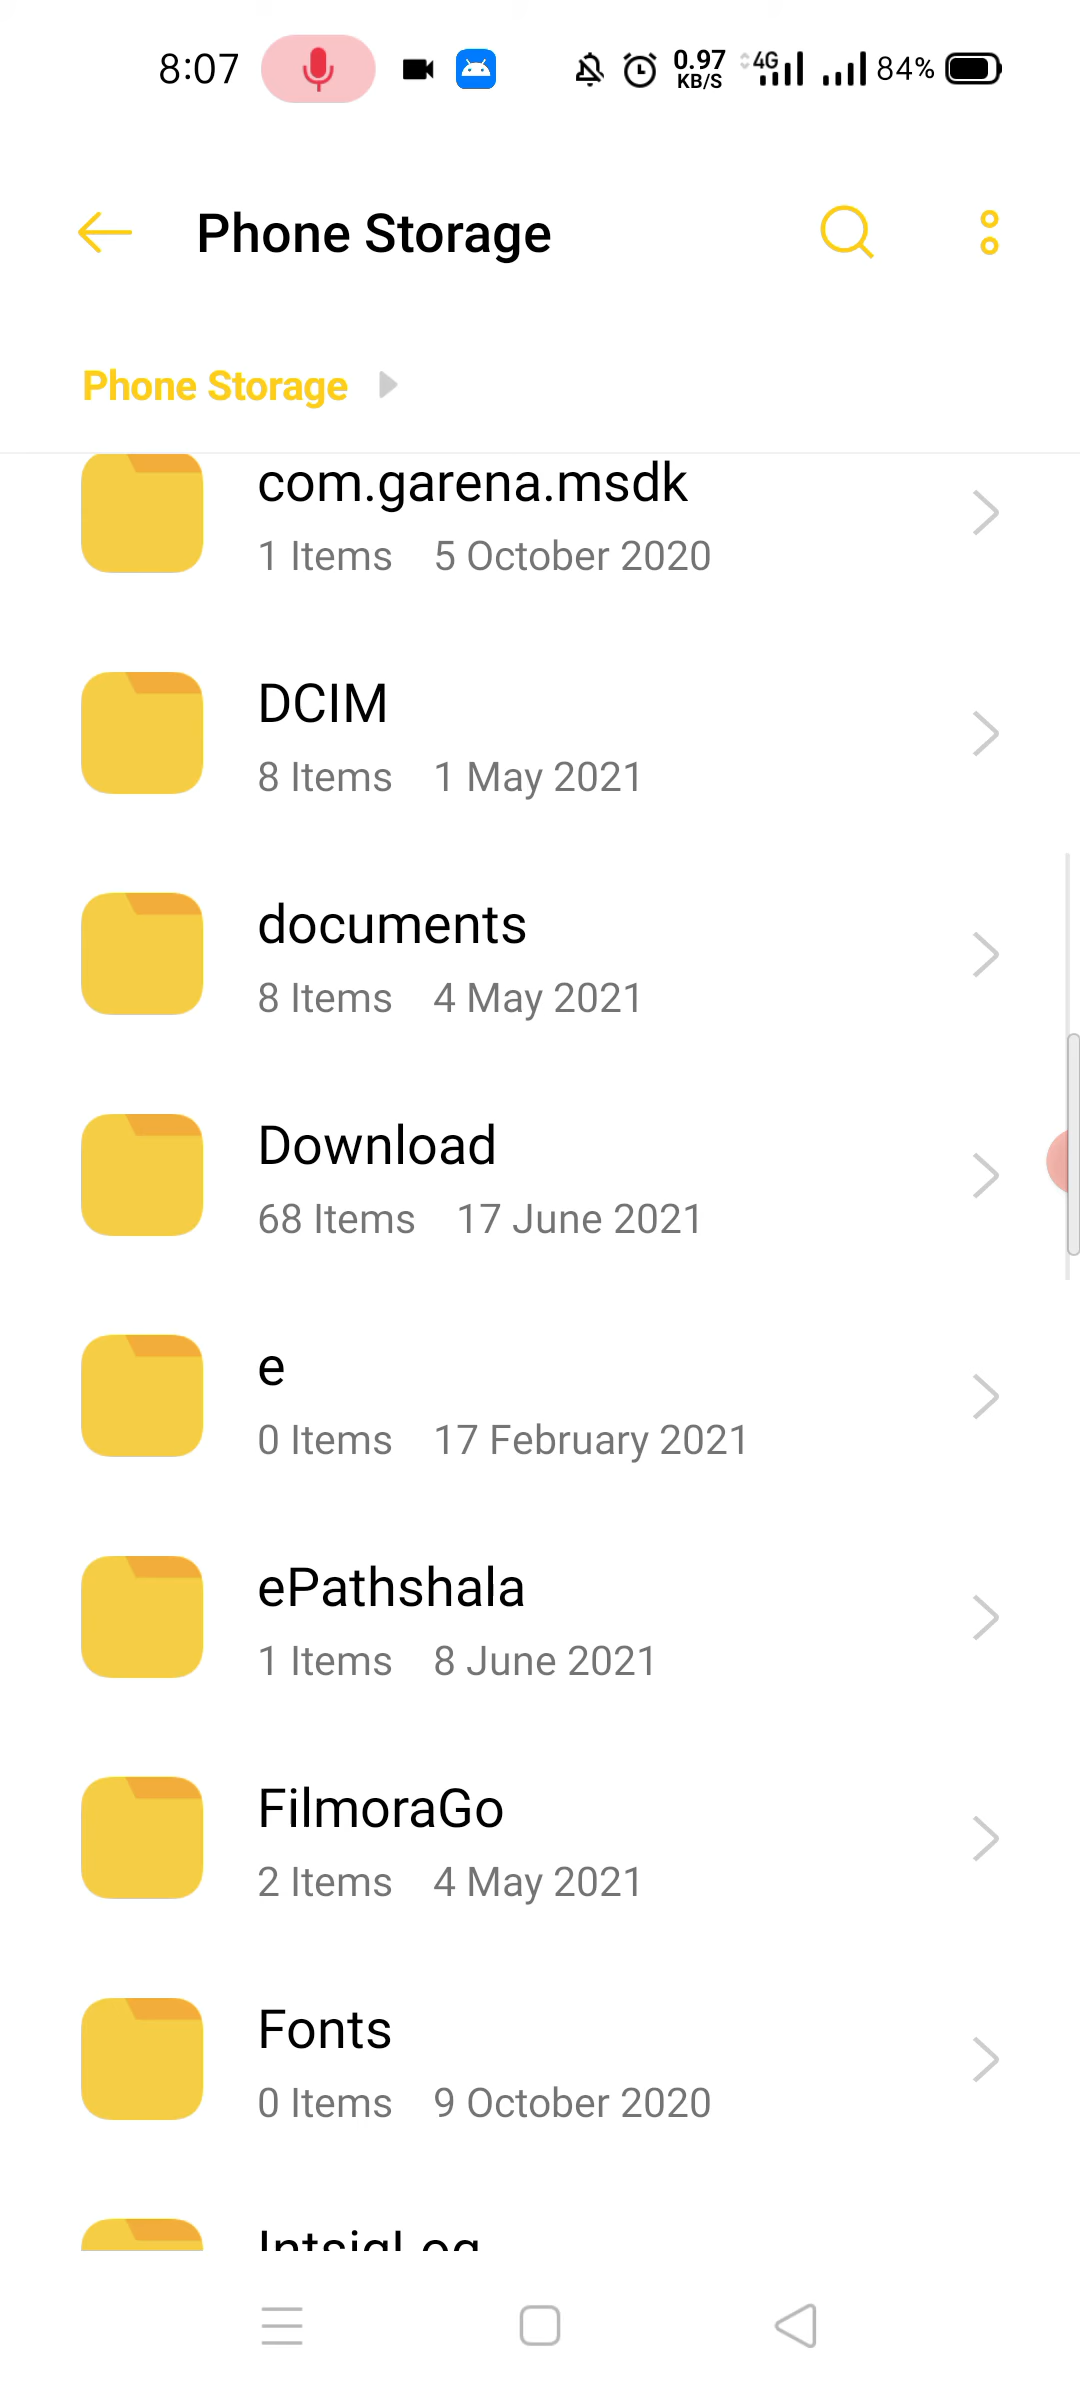 8:07 0.97 KB/S 4G 84%
Phone Storage
Phone Storage
com.garena.msdk
1 Items 5 October 2020
DCIM
8 Items 1 May 2021
documents
8 Items 4 May 2021
Download
68 Items 17 June 2021
e
0 Items 17 February 2021
ePathshala
1 Items 8 June 2021
FilmoraGo
2 Items 4 May 2021
Fonts
0 Items 9 October 2020
IntsigLog